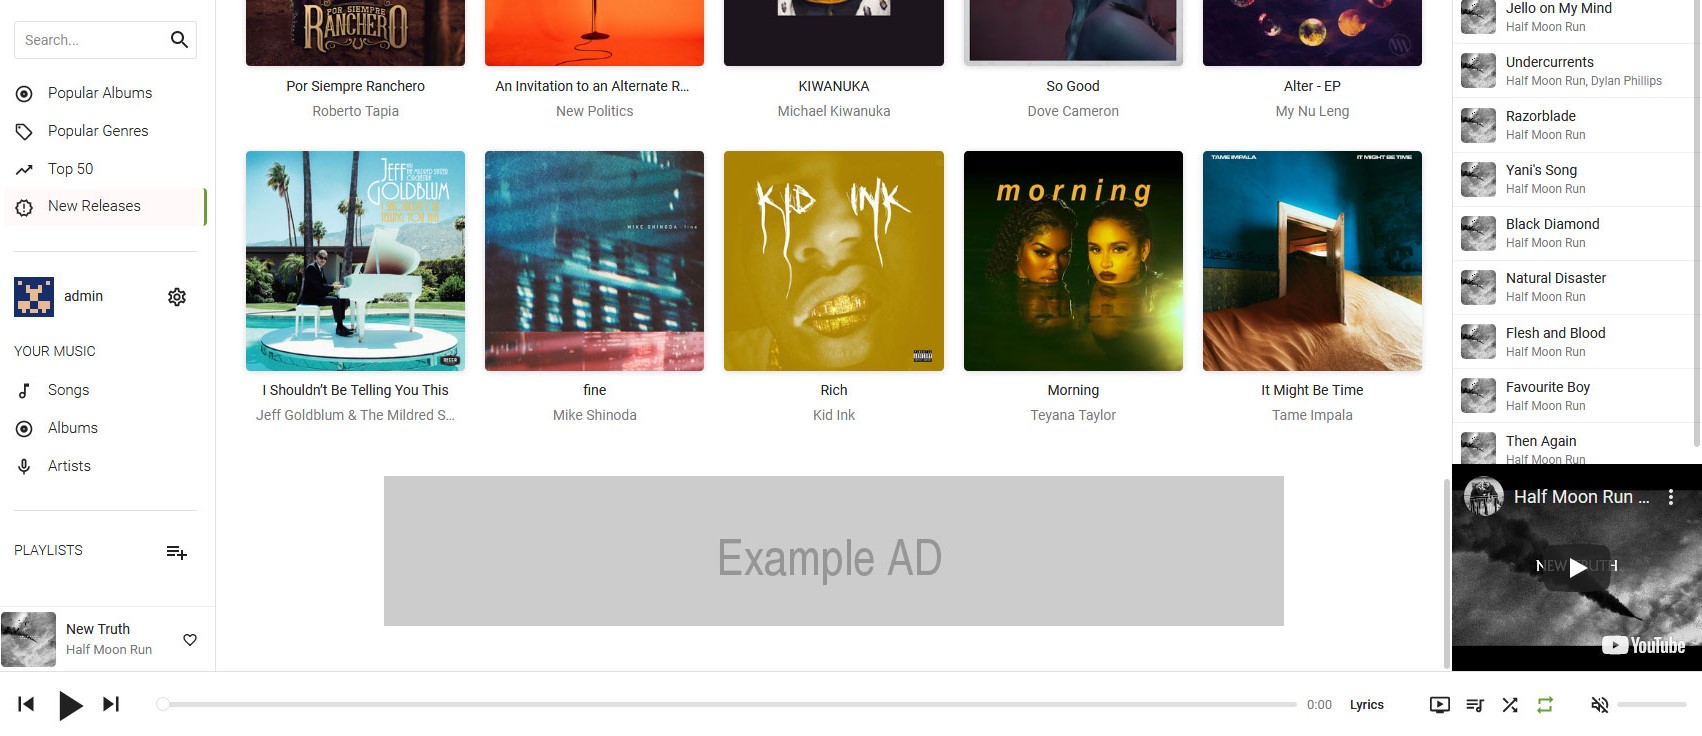 Search...
Popular Albums
Popular Genres
Top 50
New Releases
admin
YOUR MUSIC
Songs
Albums
Artists
PLAYLISTS
New Truth
Half Moon Run
POR SIEMPRE
RANCHERO
Por Siempre Ranchero
Roberto Tapia
An Invitation to an Alternate R...
New Politics
KIWANUKA
Michael Kiwanuka
So Good
Dove Cameron
Alter - EP
My Nu Leng
JEFF
GOLDBLUM
I Shouldn’t Be Telling You This
Jeff Goldblum & The Mildred S...
MIKE SHINODA fine
fine
Mike Shinoda
KID INK
Rich
Kid Ink
morning
Morning
Teyana Taylor
TAME IMPALA IT MIGHT BE TIME
It Might Be Time
Tame Impala
Example AD
Jello on My Mind
Half Moon Run
Undercurrents
Half Moon Run, Dylan Phillips
Razorblade
Half Moon Run
Yani's Song
Half Moon Run
Black Diamond
Half Moon Run
Natural Disaster
Half Moon Run
Flesh and Blood
Half Moon Run
Favourite Boy
Half Moon Run
Then Again
Half Moon Run
Half Moon Run ...
NEW TRUTH
YouTube
0:00
Lyrics